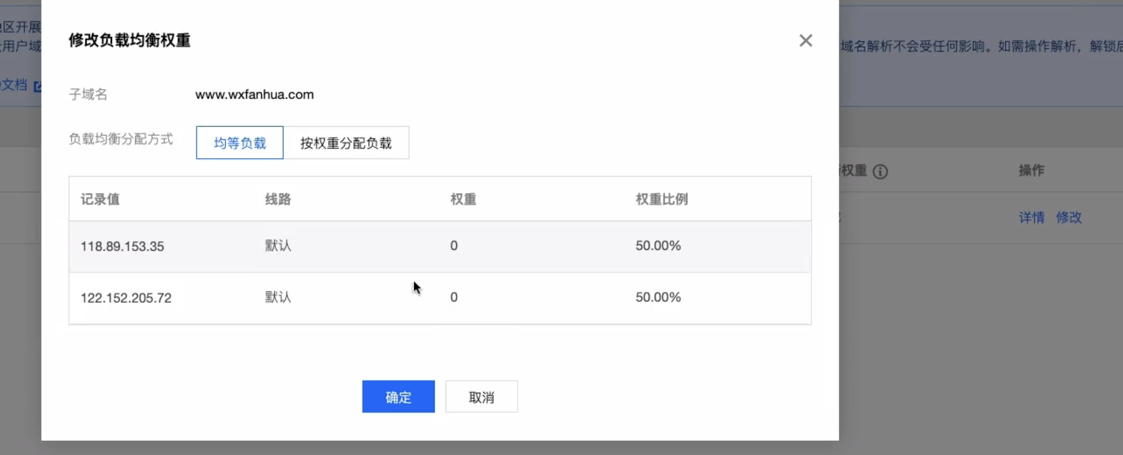 地区开展
修改负载均衡权重
用户域
域名解析不会受任何影响。如需操作解析，解锁后
文档
子域名 www.wxfanhua.com
负载均衡分配方式 均等负载 按权重分配负载
权重 操作
记录值 线路 权重 权重比例
详情 修改
118.89.153.35 默认 0 50.00%
122.152.205.72 默认 0 50.00%
确定 取消